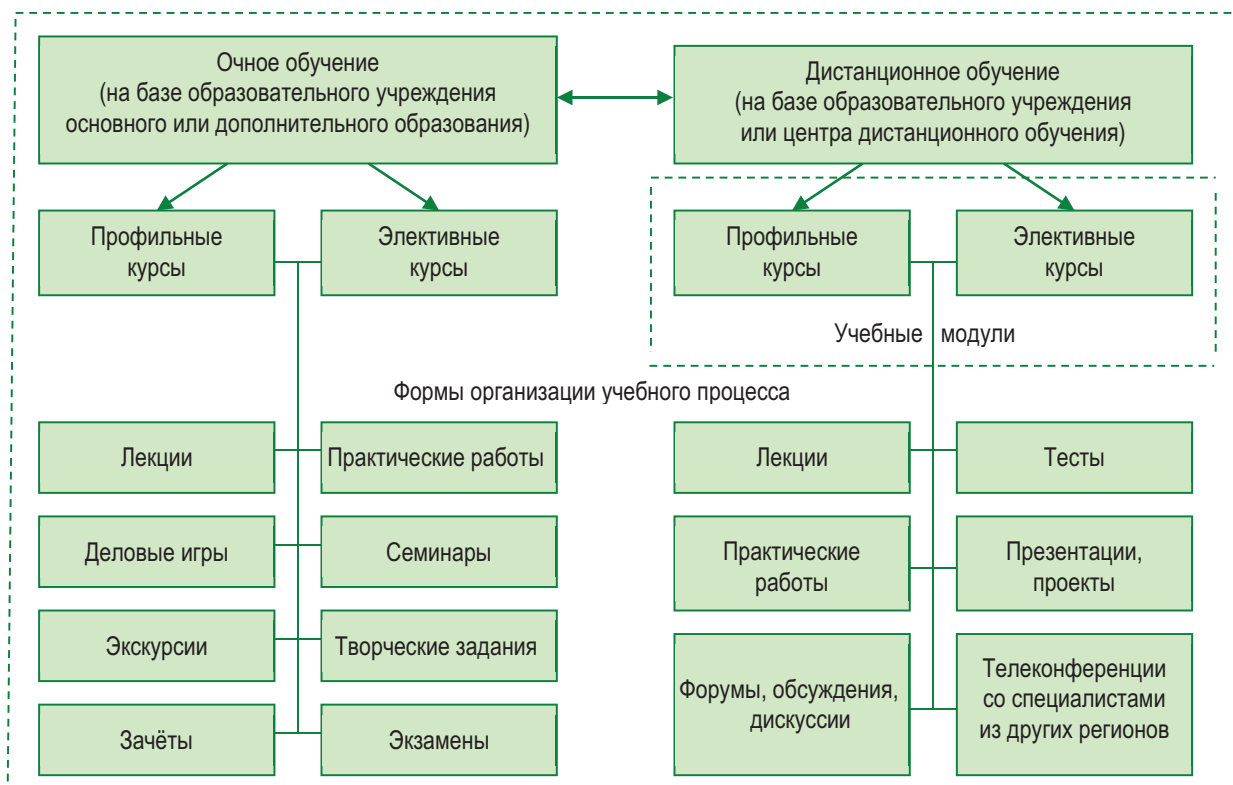 Очное обучение
(на базе образовательного учреждения
основного или дополнительного образования)
Дистанционное обучение
(на базе образовательного учреждения
или центра дистанционного обучения)
Профильные
курсы
Элективные
курсы
Профильные
курсы
Элективные
курсы
Учебные модули
Формы организации учебного процесса
Лекции
Практические работы
Деловые игры
Семинары
Экскурсии
Творческие задания
Зачёты
Экзамены
Лекции
Тесты
Практические
работы
Презентации,
проекты
Форумы, обсуждения,
дискуссии
Телеконференции
со специалистами
из других регионов